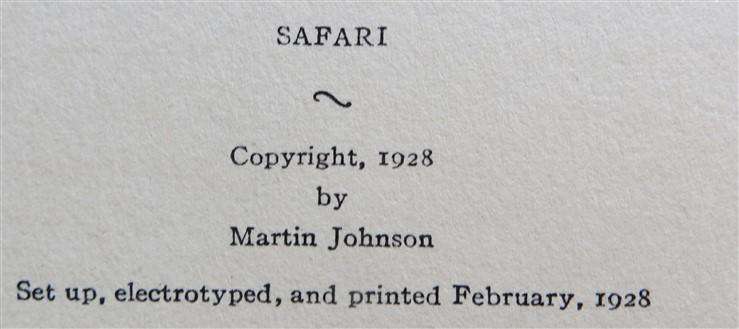 SAFARI
Copyright, 1928
by
Martin Johnson
Set up, electrotyped, and printed February, 1928